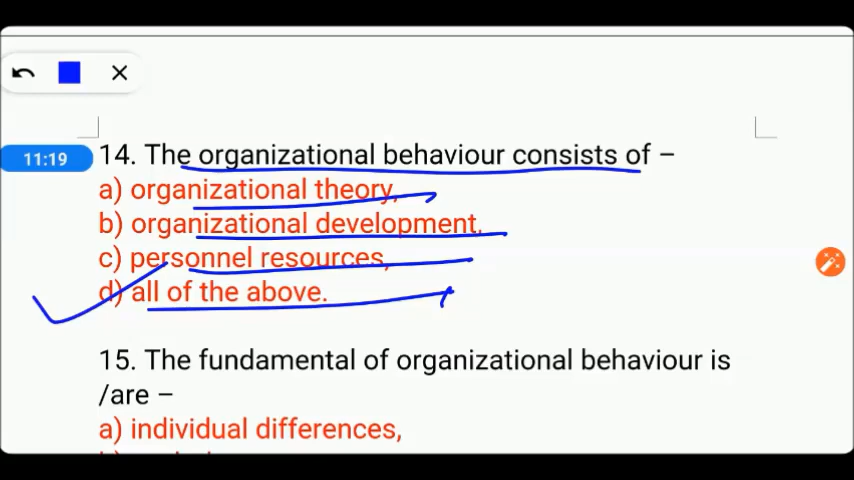 11:19
14. The organizational behaviour consists of –
a) organizational theory,
b) organizational development,
c) personnel resources,
d) all of the above.
15. The fundamental of organizational behaviour is
/are –
a) individual differences,